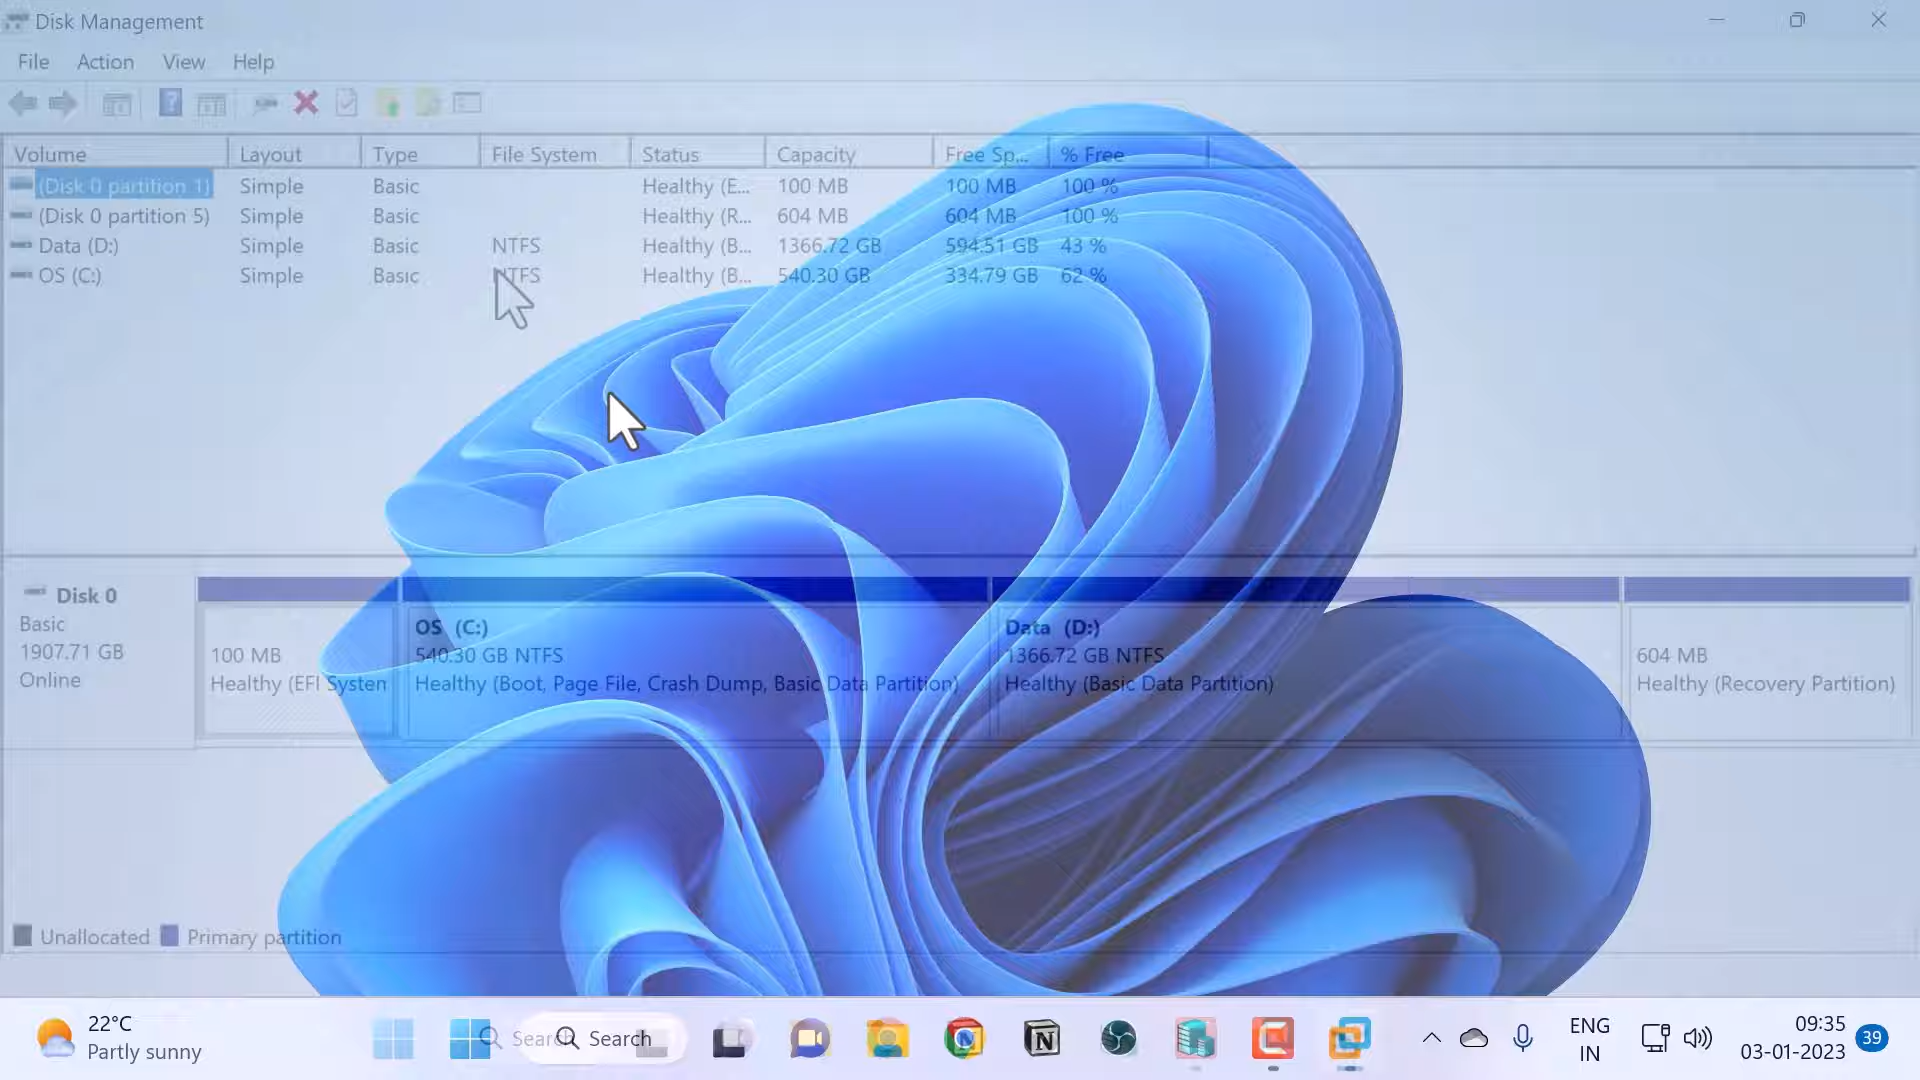 Disk Management
File Action View Help
Volume Layout Type File System Status Capacity Free Sp... % Free
(Disk 0 partition 1) Simple Basic Healthy (E... 100 MB 100 MB 100 %
(Disk 0 partition 5) Simple Basic Healthy (R... 604 MB 604 MB 100 %
Data (D:) Simple Basic NTFS Healthy (B... 1366.72 GB 594.51 GB 43 %
OS (C:) Simple Basic NTFS Healthy (B... 540.30 GB 334.79 GB 62 %
Disk 0
Basic
1907.71 GB
Online
100 MB
Healthy (EFI System
OS (C:)
540.30 GB NTFS
Healthy (Boot, Page File, Crash Dump, Basic Data Partition)
Data (D:)
1366.72 GB NTFS
Healthy (Basic Data Partition)
604 MB
Healthy (Recovery Partition)
Unallocated Primary partition
22°C
Partly sunny
Search Search
ENG
IN
09:35
03-01-2023
39